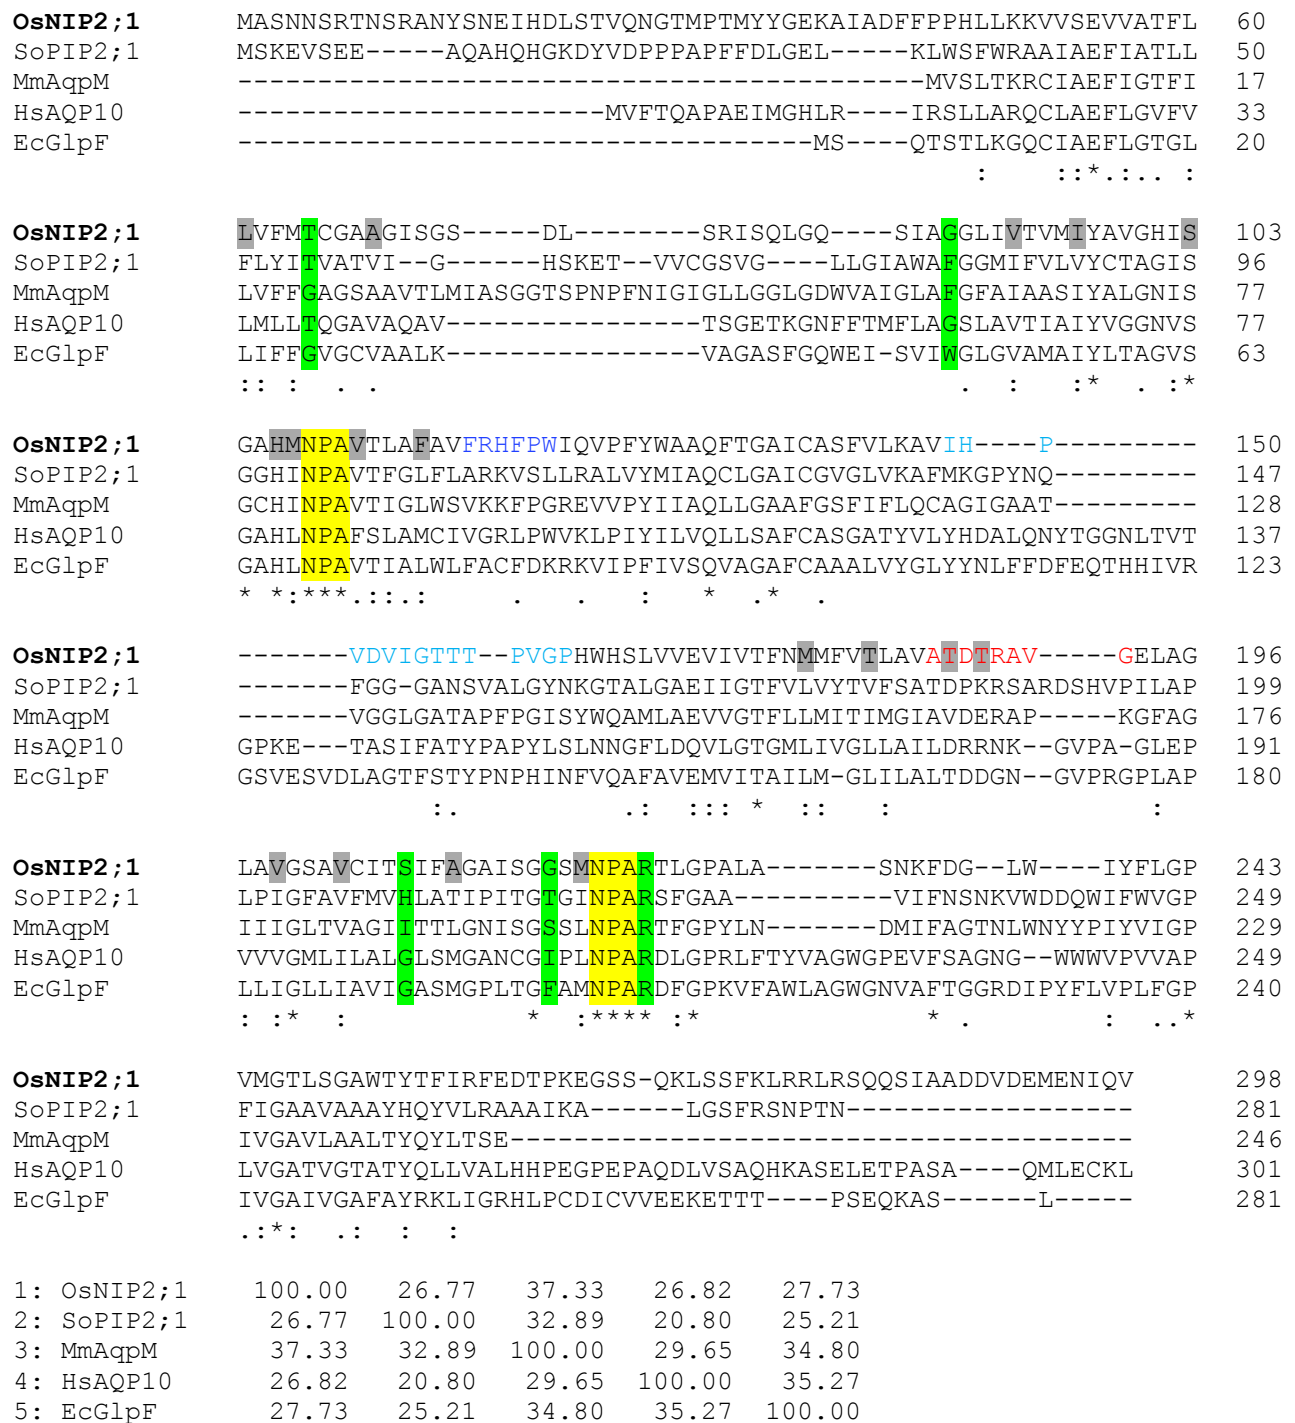 OsNIP2;1 MASNNSRTNSRANYSNEIHDLSTVQNGTMPTMYYGEKAIADFFPPHLLKKVVSEVVATFL 60
SoPIP2;1 MSKEVSEE-----AQAHQHGKDYVDPPPAPFFDLGEL-----KLWSFWRAAIAEFIATLL 50
MmAqpM -------------------------------------------MVSLTKRCIAEFIGTFI 17
HsAQP10 -----------------------MVFTQAPAEIMGHLR----IRSLLARQCLAEFLGVFV 33
EcGlpF ------------------------------------MS----QTSTLKGQCIAEFLGTGL 20
: ::*.:.. :
OsNIP2;1 LVFMTCGAAGISGS-----DL-------SRISQLGQ----SIAGGLIVTVMIYAVGHIS 103
SoPIP2;1 FLYITVATVI--G------HSKET--VVCGSVG----LLGIAWAFGGMIFVLVYCTAGIS 96
MmAqpM LVFFGAGSAAVTLMIASGGTSPNPFNIGIGLLGGLGDWVAIGLAFGFAIAASIYALGNIS 77
HsAQP10 LMLLTQGAVAQAV----------------TSGETKGNFFTMFLAGSLAVTIAIYVGGNVS 77
EcGlpF LIFFGVGCVAALK----------------VAGASFGQWEI-SVIWGLGVAMAIYLTAGVS 63
:: : . . . : :* . :*
OsNIP2;1 GAHMNPAVTLAFAVFRHFPWIQVPFYWAAQFTGAICASFVLKAVIH----P--------- 150
SoPIP2;1 GGHINPAVTFGLFLARKVSLLRALVYMIAQCLGAICGVGLVKAFMKGPYNQ--------- 147
MmAqpM GCHINPAVTIGLWSVKKFPGREVVPYIIAQLLGAAFGSFIFLQCAGIGAAT--------- 128
HsAQP10 GAHLNPAFSLAMCIVGRLPWVKLPIYILVQLLSAFCASGATYVLYHDALQNYTGGNLTVT 137
EcGlpF GAHLNPAVTIALWLFACFDKRKVIPFIVSQVAGAFCAAALVYGLYYNLFFDFEQTHHIVR 123
* *:***.::.: . . : * .* .
OsNIP2;1 -------VDVIGTTT--PVGPHWHSLVVEVIVTFNMMFVTLAVATDTRAV-----GELAG 196
SoPIP2;1 -------FGG-GANSVALGYNKGTALGAEIIGTFVLVYTVFSATDPKRSARDSHVPILAP 199
MmAqpM -------VGGLGATAPFPGISYWQAMLAEVVGTFLLMITIMGIAVDERAP-----KGFAG 176
HsAQP10 GPKE---TASIFATYPAPYLSLNNGFLDQVLGTGMLIVGLLAILDRRNK--GVPA-GLEP 191
EcGlpF GSVESVDLAGTFSTYPNPHINFVQAFAVEMVITAILM-GLILALTDDGN--GVPRGPLAP 180
:. .: ::: * :: : :
OsNIP2;1 LAVGSAVCITSIFAGAISGGSMNPARTLGPALA-------SNKFDG--LW----IYFLGP 243
SoPIP2;1 LPIGFAVFMVHLATIPITGTGINPARSFGAA----------VIFNSNKVWDDQWIFWVGP 249
MmAqpM IIIGLTVAGIITTLGNISGSSLNPARTFGPYLN-------DMIFAGTNLWNYYPIYVIGP 229
HsAQP10 VVVGMLILALGLSMGANCGIPLNPARDLGPRLFTYVAGWGPEVFSAGNG--WWWVPVVAP 249
EcGlpF LLIGLLIAVIGASMGPLTGFAMNPARDFGPKVFAWLAGWGNVAFTGGRDIPYFLVPLFGP 240
: :* : * :**** :* * . : ..*
OsNIP2;1 VMGTLSGAWTYTFIRFEDTPKEGSS-QKLSSFKLRRLRSQQSIAADDVDEMENIQV 298
SoPIP2;1 FIGAAVAAAYHQYVLRAAAIKA------LGSFRSNPTN------------------ 281
MmAqpM IVGAVLAALTYQYLTSE--------------------------------------- 246
HsAQP10 LVGATVGTATYQLLVALHHPEGPEPAQDLVSAQHKASELETPASA----QMLECKL 301
EcGlpF IVGAIVGAFAYRKLIGRHLPCDICVVEEKETTT----PSEQKAS------L----- 281
.:*: .: : :
1: OsNIP2;1 100.00 26.77 37.33 26.82 27.73
2: SoPIP2;1 26.77 100.00 32.89 20.80 25.21
3: MmAqpM 37.33 32.89 100.00 29.65 34.80
4: HsAQP10 26.82 20.80 29.65 100.00 35.27
5: EcGlpF 27.73 25.21 34.80 35.27 100.00